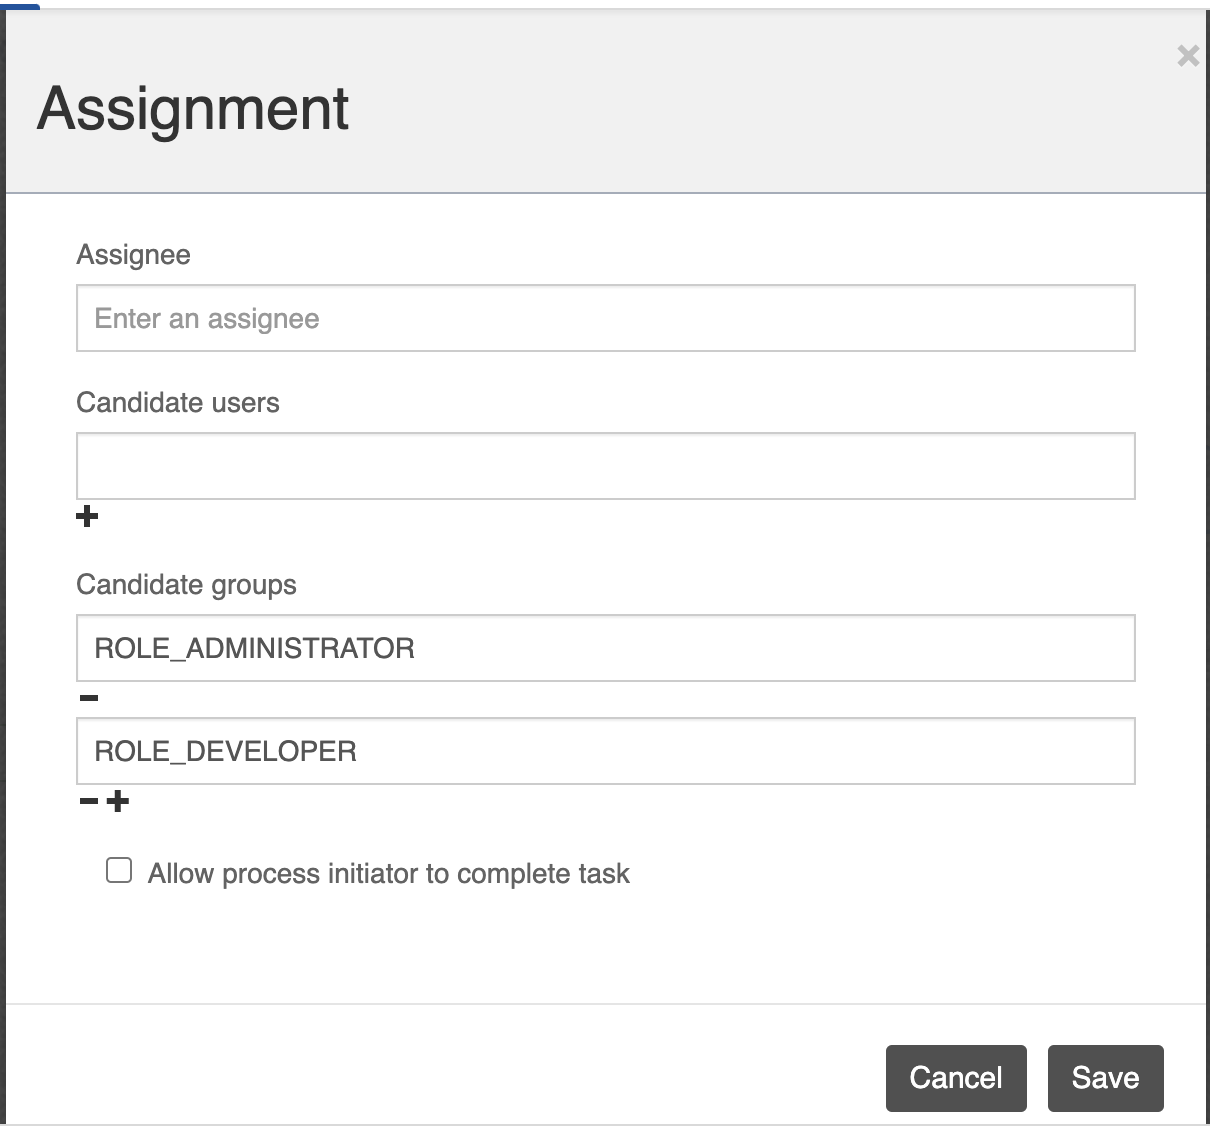 Assignment
Assignee
Enter an assignee
Candidate users
Candidate groups
ROLE_ADMINISTRATOR
ROLE_DEVELOPER
Allow process initiator to complete task
Cancel
Save